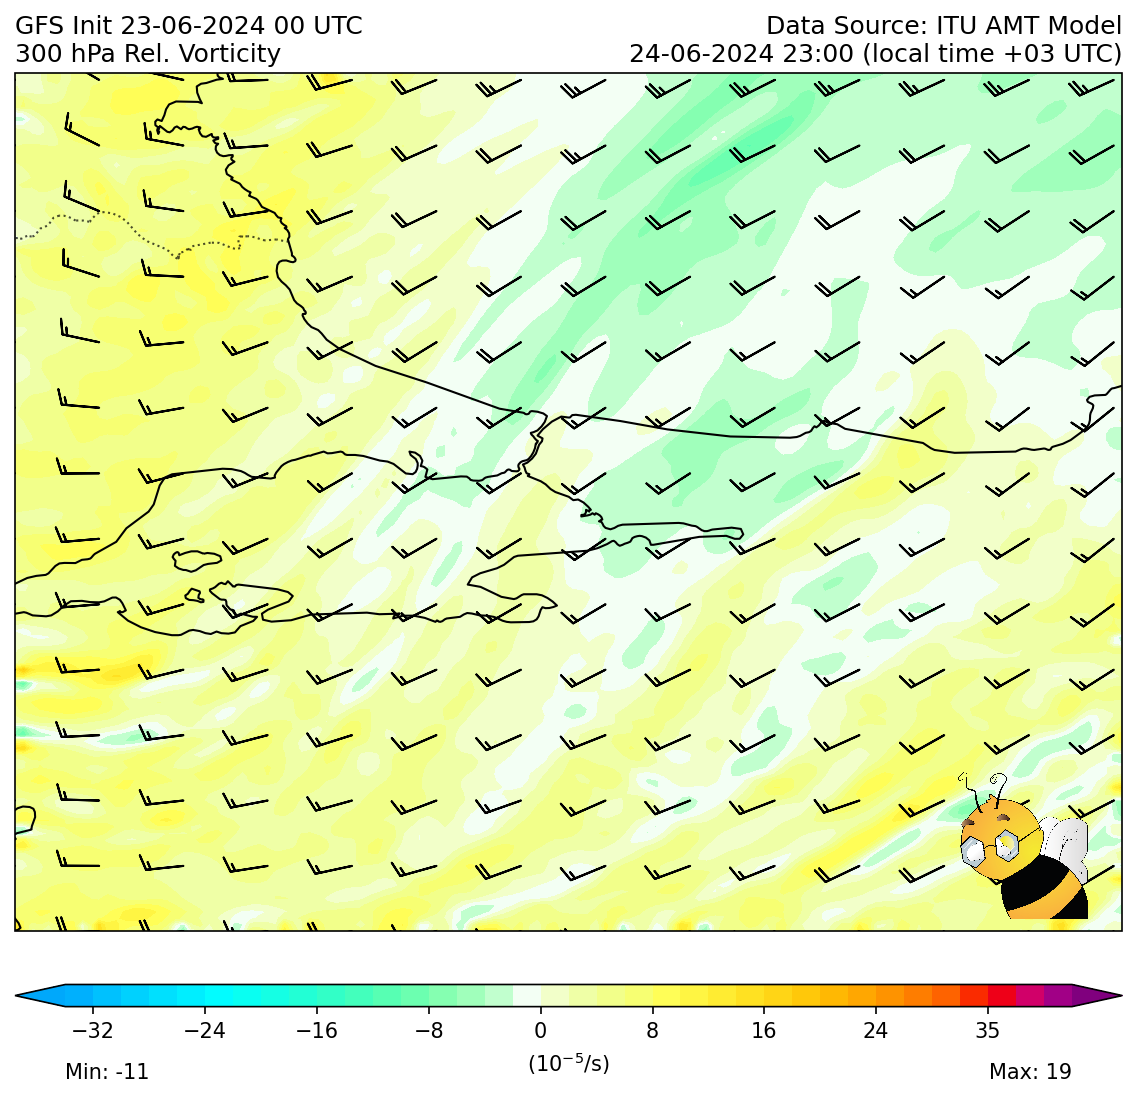 GFS Init 23-06-2024 00 UTC
Data Source: ITU AMT Model
300 hPa Rel. Vorticity
24-06-2024 23:00 (local time +03 UTC)
−32 −24 −16 −8 0 8 16 24 35
(10⁻⁵/s)
Min: -11
Max: 19